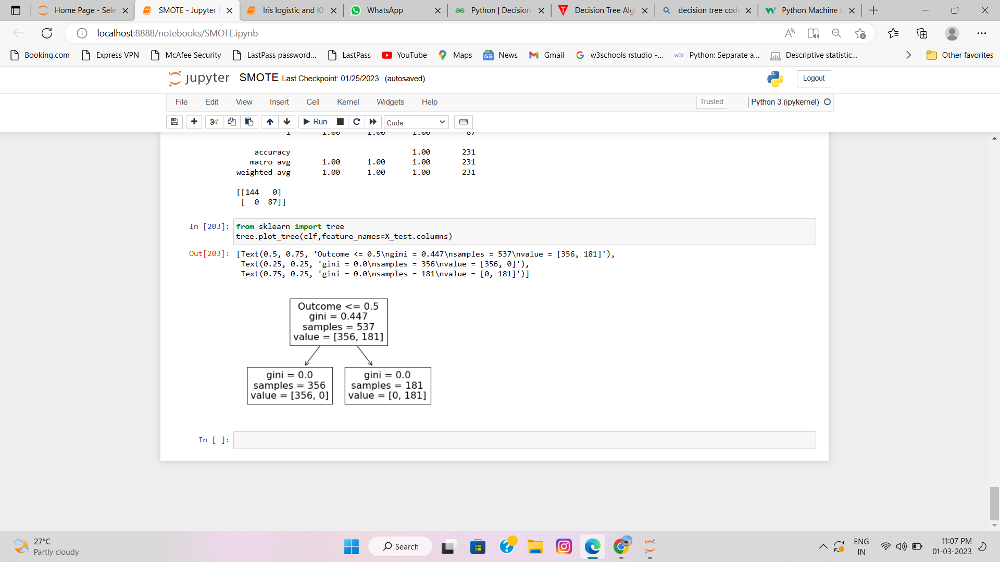 Home Page - Sele
SMOTE - Jupyter
Iris logistic and KN
WhatsApp
Python | Decision
Decision Tree Algo
decision tree code
Python Machine L
localhost:8888/notebooks/SMOTE.ipynb
Booking.com
Express VPN
McAfee Security
LastPass password...
LastPass
YouTube
Maps
News
Gmail
w3schools rstudio -...
Python: Separate a...
Descriptive statistic...
Other favorites
jupyter SMOTE Last Checkpoint: 01/25/2023 (autosaved)
Logout
File Edit View Insert Cell Kernel Widgets Help
Trusted
Python 3 (ipykernel)
Run
Code
1 1.00 1.00 1.00 87
accuracy 1.00 231
macro avg 1.00 1.00 1.00 231
weighted avg 1.00 1.00 1.00 231
[[144 0]
[ 0 87]]
In [203]: from sklearn import tree
tree.plot_tree(clf,feature_names=X_test.columns)
Out[203]: [Text(0.5, 0.75, 'Outcome <= 0.5\ngini = 0.447\nsamples = 537\nvalue = [356, 181]'),
Text(0.25, 0.25, 'gini = 0.0\nsamples = 356\nvalue = [356, 0]'),
Text(0.75, 0.25, 'gini = 0.0\nsamples = 181\nvalue = [0, 181]')]
Outcome <= 0.5
gini = 0.447
samples = 537
value = [356, 181]
gini = 0.0
samples = 356
value = [356, 0]
gini = 0.0
samples = 181
value = [0, 181]
In [ ]:
27°C
Partly cloudy
Search
ENG
IN
11:07 PM
01-03-2023